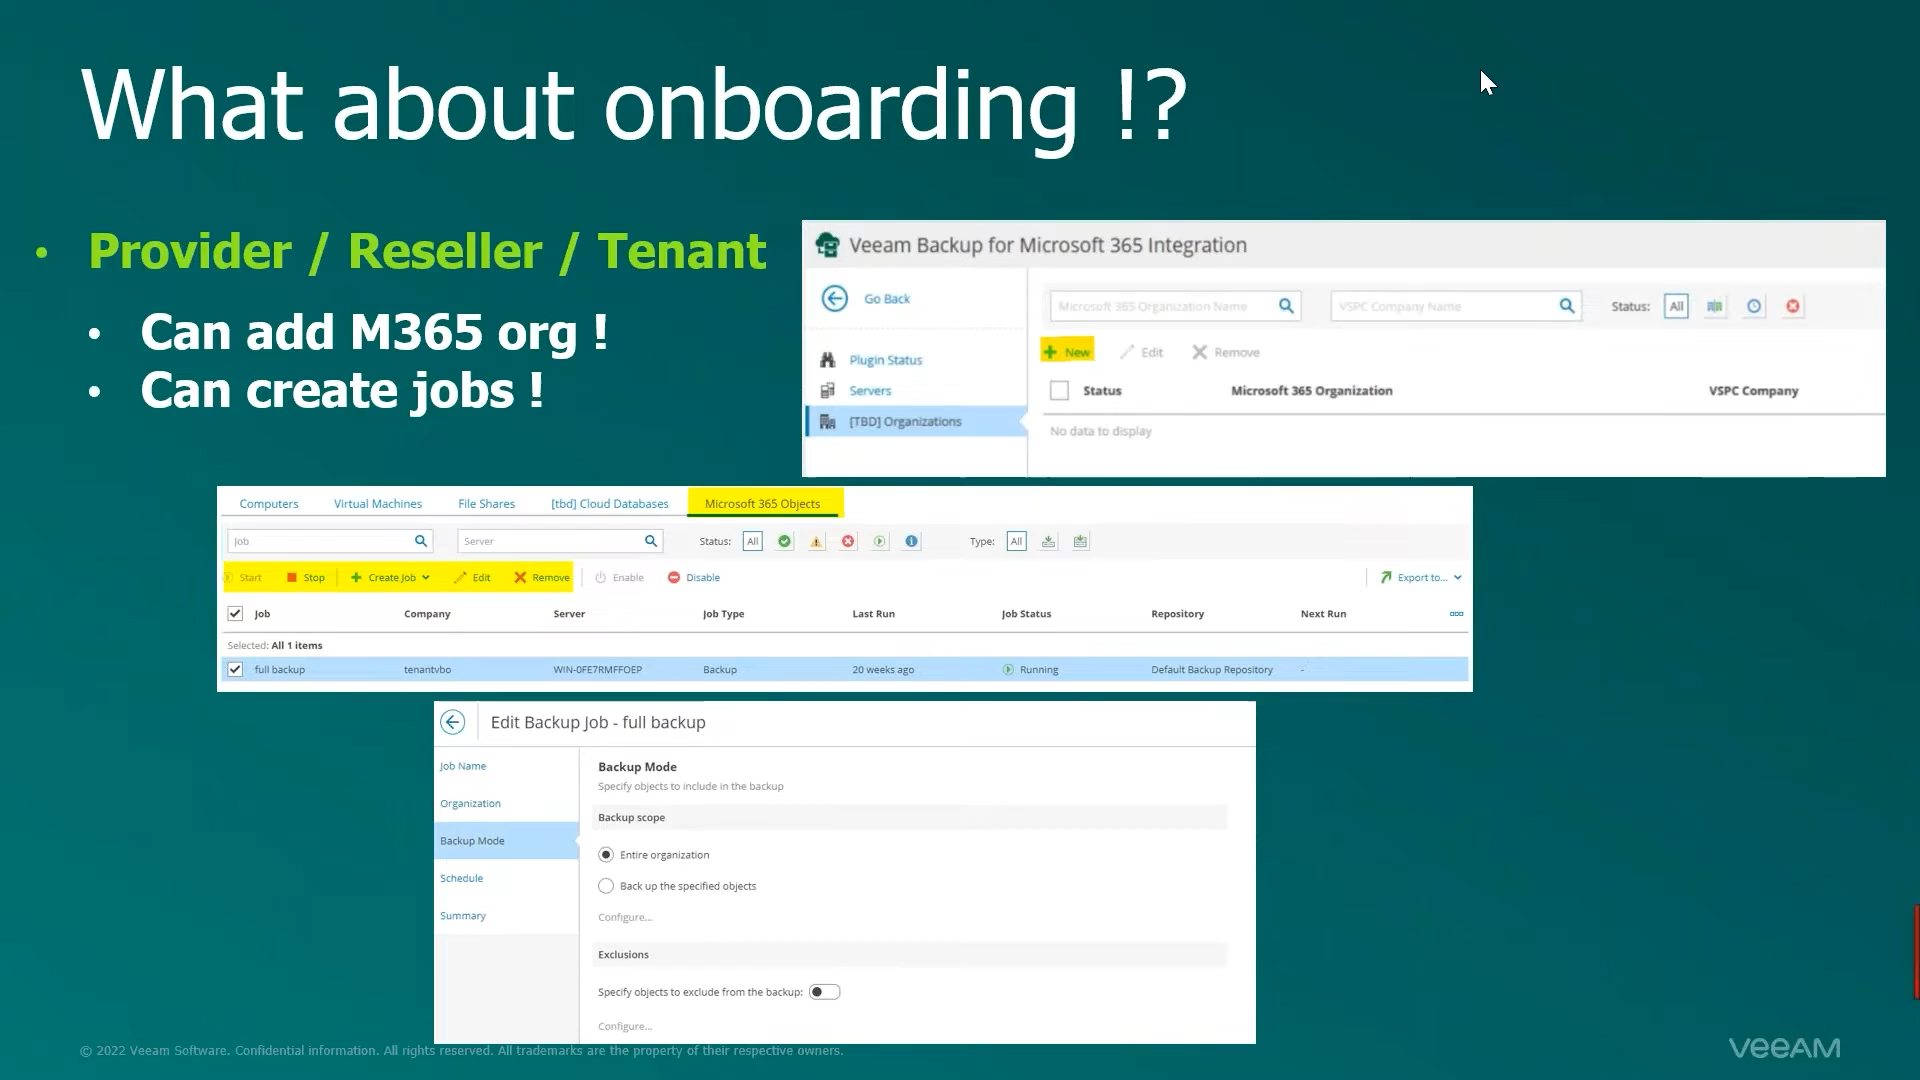 What about onboarding !?
• Provider / Reseller / Tenant
• Can add M365 org !
• Can create jobs !
Veeam Backup for Microsoft 365 Integration
Go Back
Microsoft 365 Organization Name
VSPC Company Name
Status: All
Plugin Status
New Edit Remove
Servers
Status Microsoft 365 Organization VSPC Company
[TBD] Organizations
No data to display
Computers Virtual Machines File Shares [tbd] Cloud Databases Microsoft 365 Objects
Job Server Status: All Type: All
Start Stop Create Job Edit Remove Enable Disable Export to...
Job Company Server Job Type Last Run Job Status Repository Next Run
Selected: All 1 items
full backup tenantvbo WIN-0FE7RMFFOEP Backup 20 weeks ago Running Default Backup Repository -
Edit Backup Job - full backup
Job Name
Organization
Backup Mode
Schedule
Summary
Backup Mode
Specify objects to include in the backup
Backup scope
Entire organization
Back up the specified objects
Configure...
Exclusions
Specify objects to exclude from the backup:
Configure...
© 2022 Veeam Software. Confidential information. All rights reserved. All trademarks are the property of their respective owners.
veeAM